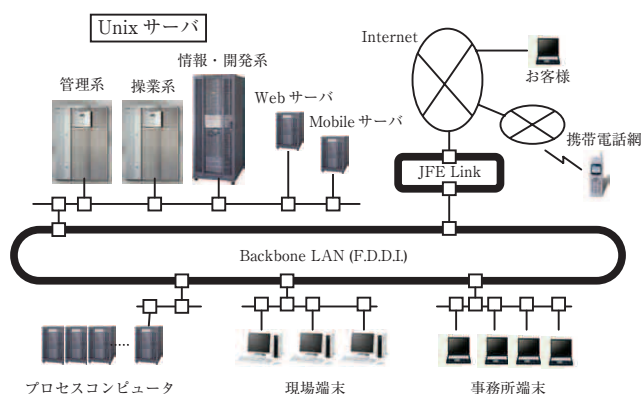 Unix サーバ
情報・開発系
管理系
操業系
Web サーバ
Mobile サーバ
Internet
お客様
携帯電話網
JFE Link
Backbone LAN (F.D.D.I.)
プロセスコンピュータ
現場端末
事務所端末